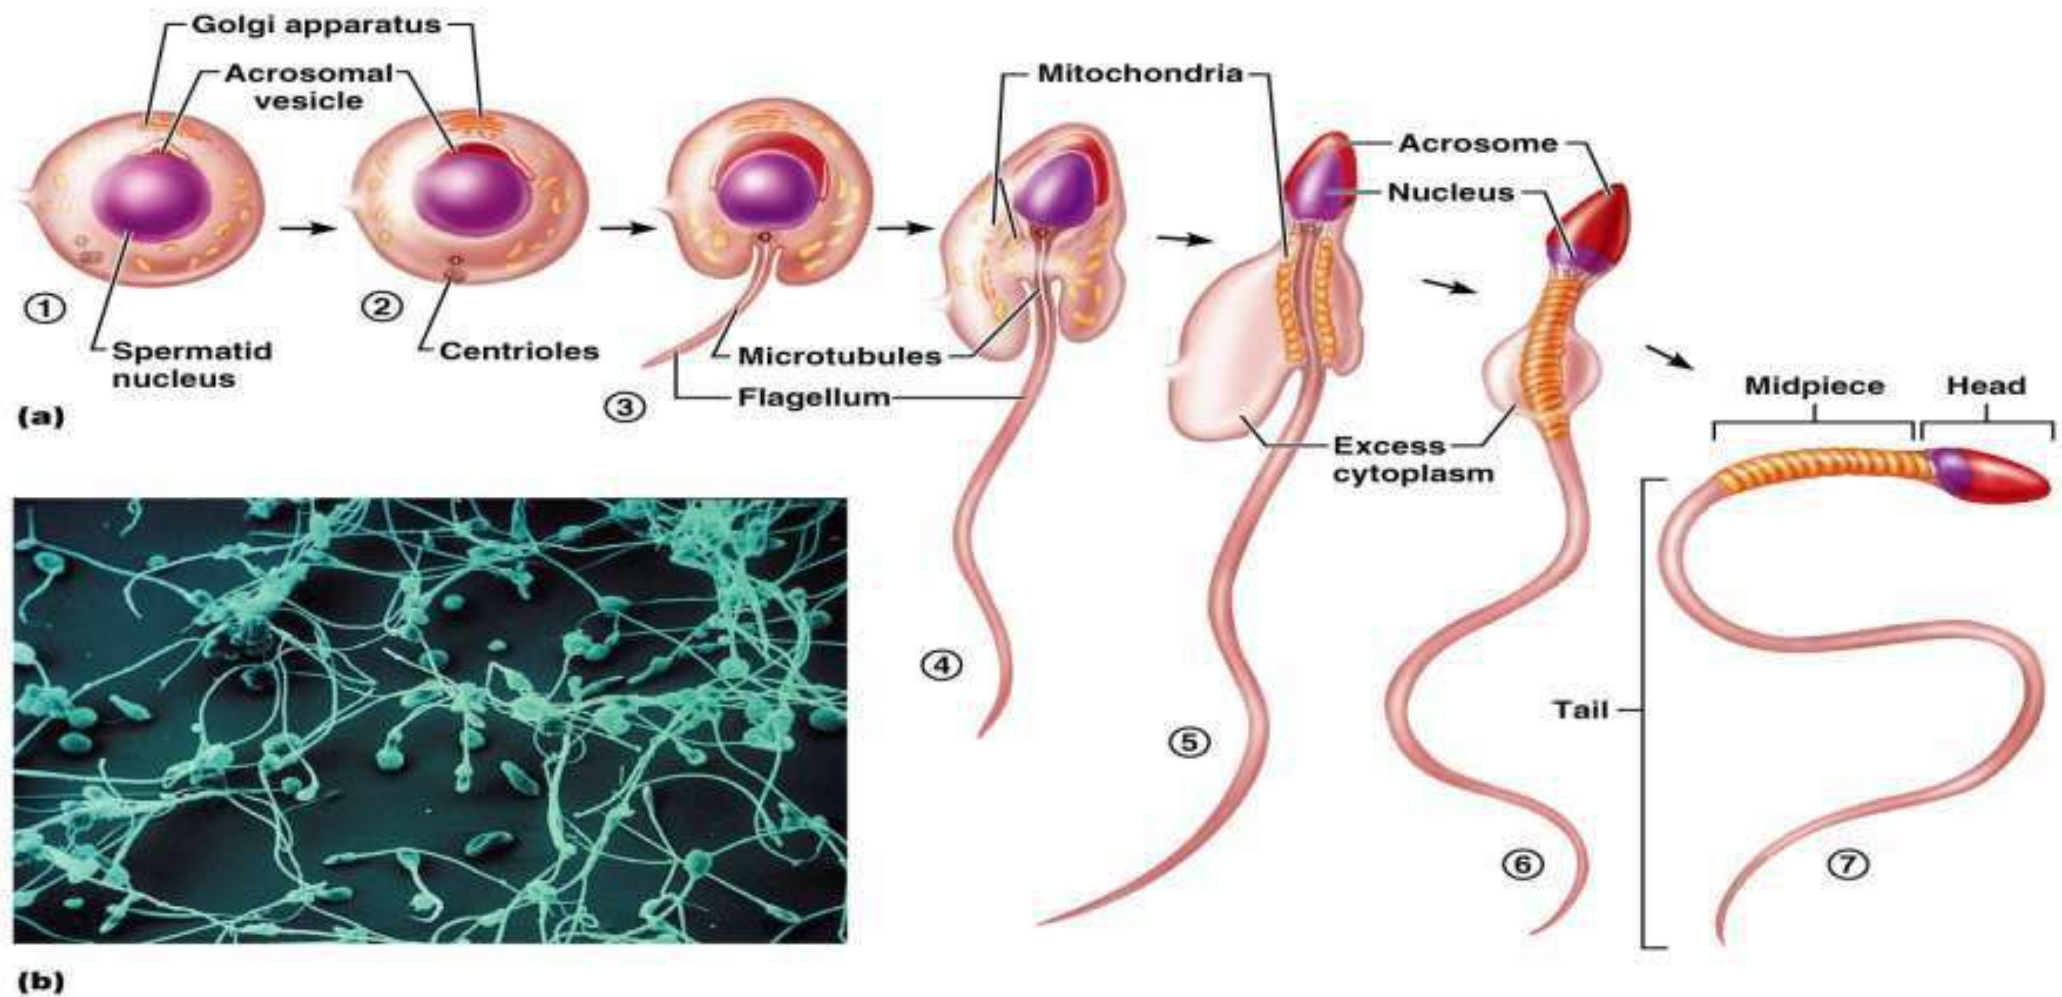 Golgi apparatus
Acrosomal
vesicle
Mitochondria
Acrosome
Nucleus
①
②
Spermatid
nucleus
Centrioles
Microtubules
③
Flagellum
(a)
Midpiece
Head
Excess
cytoplasm
④
⑤
Tail
⑥
⑦
(b)